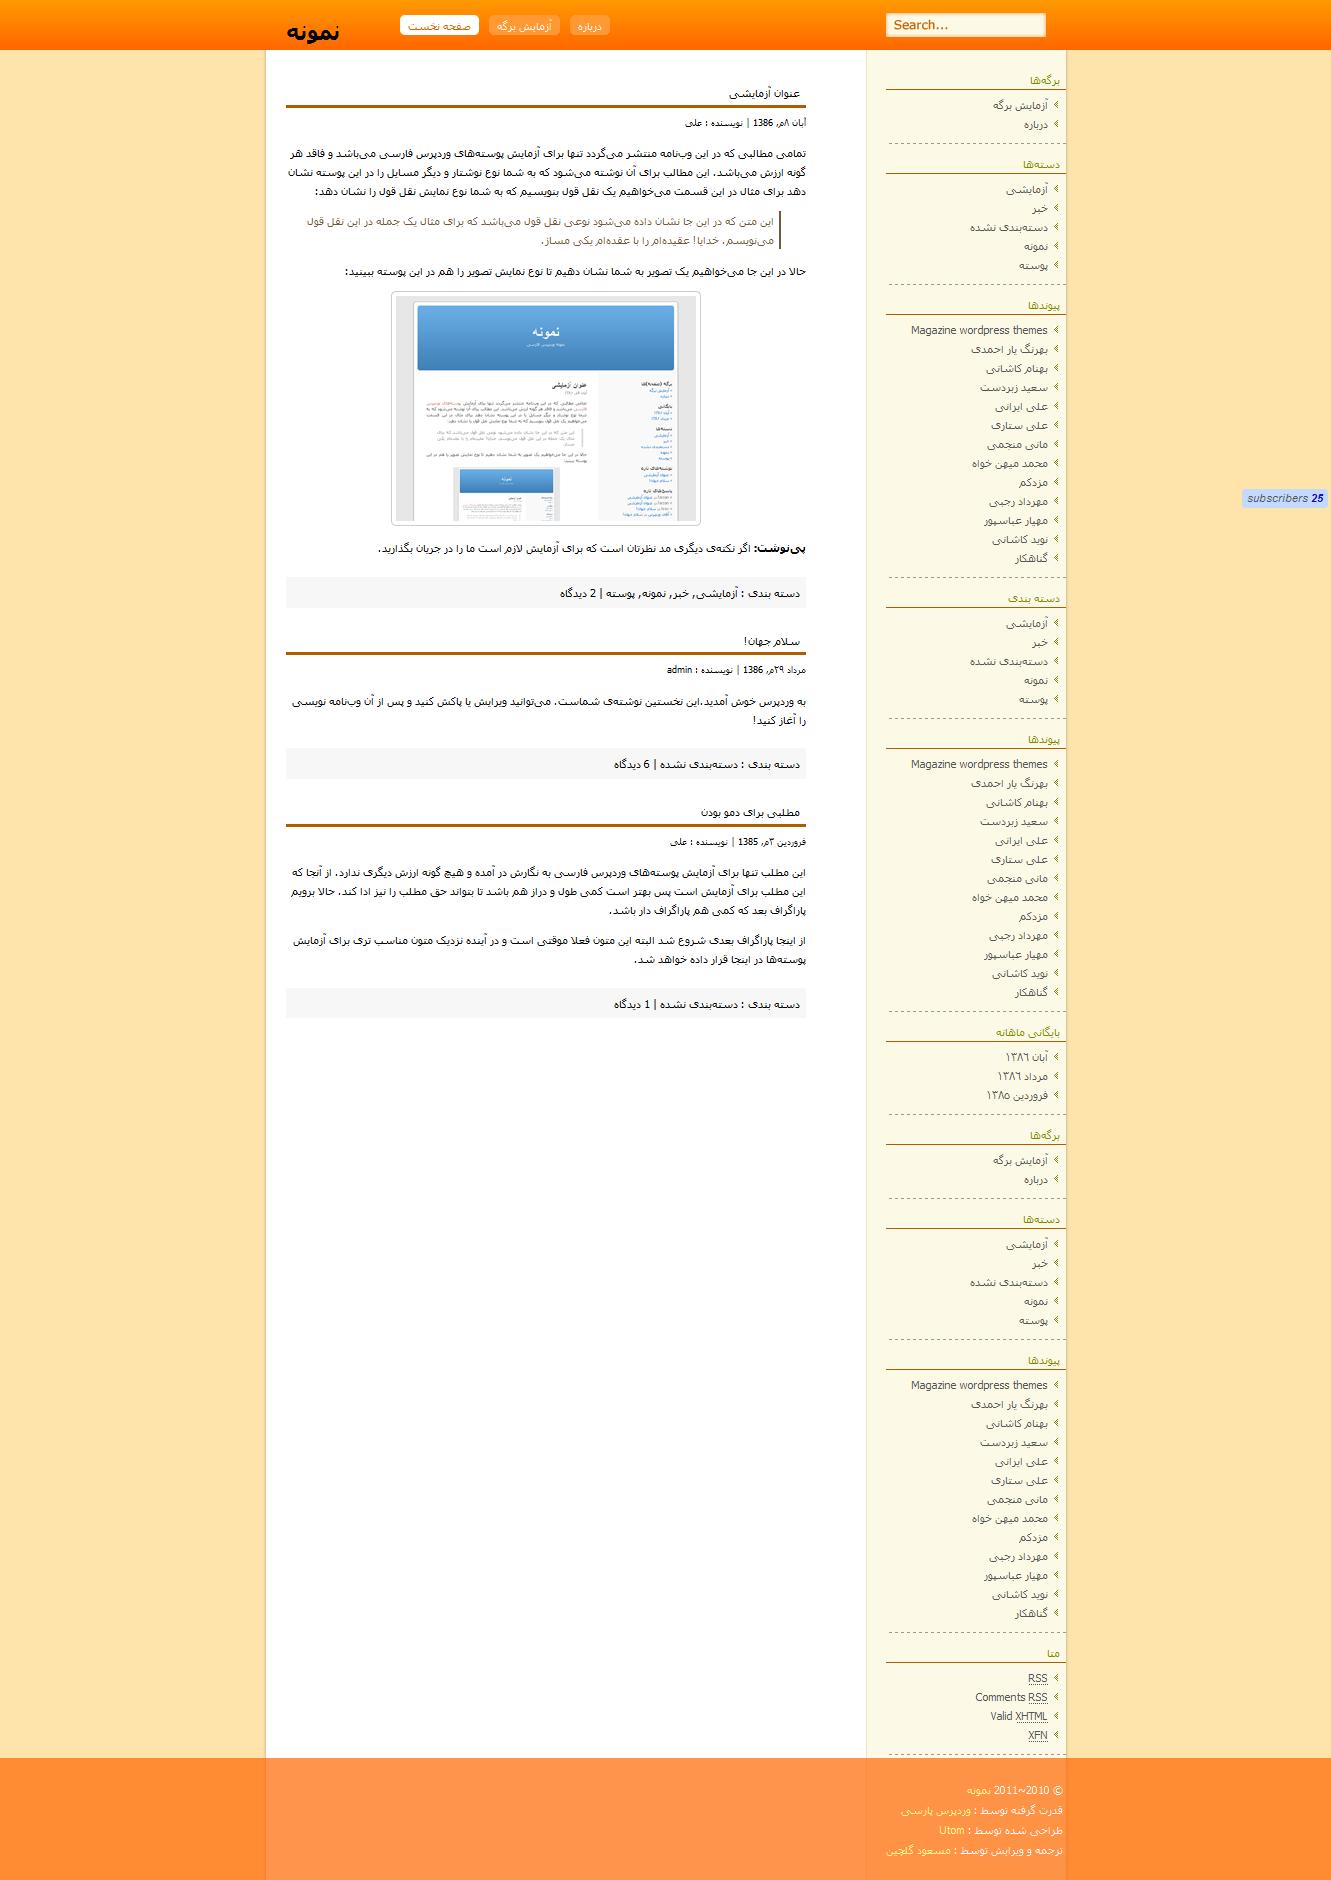 نمونه
صفحه نخست
آزمایش برگه
درباره
Search...
عنوان آزمایشی
آبان ۸م, 1386 | نویسنده : علی
تمامی مطالبی که در این وب‌نامه منتشر می‌گردد تنها برای آزمایش پوسته‌های وردپرس فارسی می‌باشد و فاقد هر
گونه ارزش می‌باشد. این مطالب برای آن نوشته می‌شود که به شما نوع نوشتار و دیگر مسایل را در این پوسته نشان
دهد برای مثال در این قسمت می‌خواهیم یک نقل قول بنویسیم که به شما نوع نمایش نقل قول را نشان دهد:
این متن که در این جا نشان داده می‌شود نوعی نقل قول می‌باشد که برای مثال یک جمله در این نقل قول
می‌نویسم. خدایا! عقیده‌ام را با عقده‌ام یکی مساز.
حالا در این جا می‌خواهیم یک تصویر به شما نشان دهیم تا نوع نمایش تصویر را هم در این پوسته ببینید:
نمونه
عنوان آزمایشی
پی‌نوشت: اگر نکته‌ی دیگری مد نظرتان است که برای آزمایش لازم است ما را در جریان بگذارید.
دسته بندی : آزمایشی, خبر, نمونه, پوسته | 2 دیدگاه
سلام جهان!
مرداد ۲۹م, 1386 | نویسنده : admin
به وردپرس خوش آمدید.این نخستین نوشته‌ی شماست. می‌توانید ویرایش یا پاکش کنید و پس از آن وب‌نامه نویسی
را آغاز کنید!
دسته بندی : دسته‌بندی نشده | 6 دیدگاه
مطلبی برای دمو بودن
فروردین ۳م, 1385 | نویسنده : علی
این مطلب تنها برای آزمایش پوسته‌های وردپرس فارسی به نگارش در آمده و هیچ گونه ارزش دیگری ندارد. از آنجا که
این مطلب برای آزمایش است پس بهتر است کمی طول و دراز هم باشد تا بتواند حق مطلب را نیز ادا کند. حالا برویم
پاراگراف بعد که کمی هم پاراگراف دار باشد.
از اینجا پاراگراف بعدی شروع شد البته این متون فعلا موقتی است و در آینده نزدیک متون مناسب تری برای آزمایش
پوسته‌ها در اینجا قرار داده خواهد شد.
دسته بندی : دسته‌بندی نشده | 1 دیدگاه
برگه‌ها
آزمایش برگه
درباره
دسته‌ها
آزمایشی
خبر
دسته‌بندی نشده
نمونه
پوسته
پیوندها
Magazine wordpress themes
بهرنگ یار احمدی
بهنام کاشانی
سعید زبردست
علی ایرانی
علی ستاری
مانی منجمی
محمد میهن خواه
مزدکم
مهرداد رجبی
مهیار عباسپور
نوید کاشانی
گناهکار
دسته بندی
آزمایشی
خبر
دسته‌بندی نشده
نمونه
پوسته
پیوندها
Magazine wordpress themes
بهرنگ یار احمدی
بهنام کاشانی
سعید زبردست
علی ایرانی
علی ستاری
مانی منجمی
محمد میهن خواه
مزدکم
مهرداد رجبی
مهیار عباسپور
نوید کاشانی
گناهکار
بایگانی ماهانه
آبان ۱۳۸۶
مرداد ۱۳۸۶
فروردین ۱۳۸۵
برگه‌ها
آزمایش برگه
درباره
دسته‌ها
آزمایشی
خبر
دسته‌بندی نشده
نمونه
پوسته
پیوندها
Magazine wordpress themes
بهرنگ یار احمدی
بهنام کاشانی
سعید زبردست
علی ایرانی
علی ستاری
مانی منجمی
محمد میهن خواه
مزدکم
مهرداد رجبی
مهیار عباسپور
نوید کاشانی
گناهکار
متا
RSS
Comments RSS
Valid XHTML
XFN
subscribers 25
© 2010~2011 نمونه
قدرت گرفته توسط : وردپرس پارسی
طراحی شده توسط : Utom
ترجمه و ویرایش توسط : مسعود گلچین